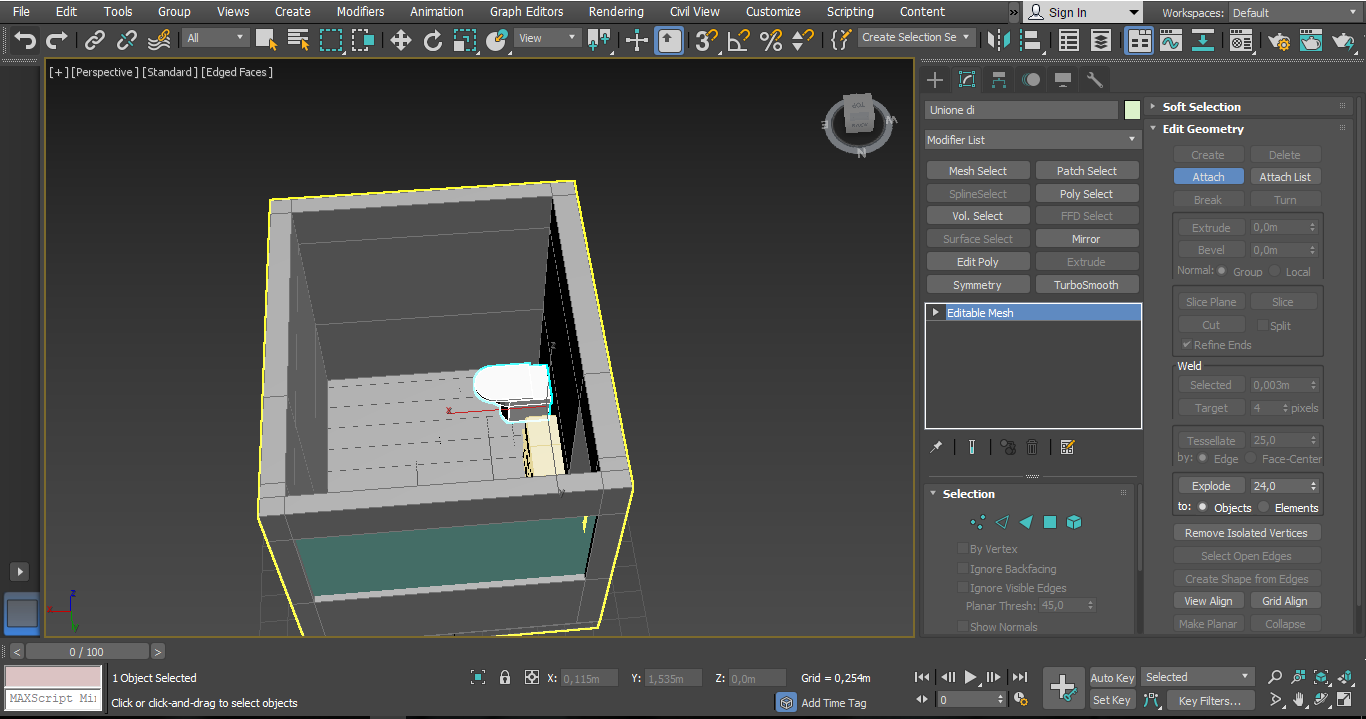 File Edit Tools Group Views Create Modifiers Animation Graph Editors Rendering Civil View Customize Scripting Content » Sign In Workspaces: Default
All View Create Selection Se
[+] [Perspective] [Standard] [Edged Faces]
Unione di
Modifier List
Mesh Select Patch Select
SplineSelect Poly Select
Vol. Select FFD Select
Surface Select Mirror
Edit Poly Extrude
Symmetry TurboSmooth
Editable Mesh
Selection
By Vertex
Ignore Backfacing
Ignore Visible Edges
Planar Thresh: 45,0
Show Normals
Soft Selection
Edit Geometry
Create Delete
Attach Attach List
Break Turn
Extrude 0,0m
Bevel 0,0m
Normal: Group Local
Slice Plane Slice
Cut Split
Refine Ends
Weld
Selected 0,003m
Target 4 pixels
Tessellate 25,0
by: Edge Face-Center
Explode 24,0
to: Objects Elements
Remove Isolated Vertices
Select Open Edges
Create Shape from Edges
View Align Grid Align
Make Planar Collapse
E W N
x z
z x y
< 0 / 100 >
1 Object Selected X: 0,115m Y: 1,535m Z: 0,0m Grid = 0,254m Auto Key Selected
MAXScript Mi
Click or click-and-drag to select objects Add Time Tag 0 Set Key Key Filters...